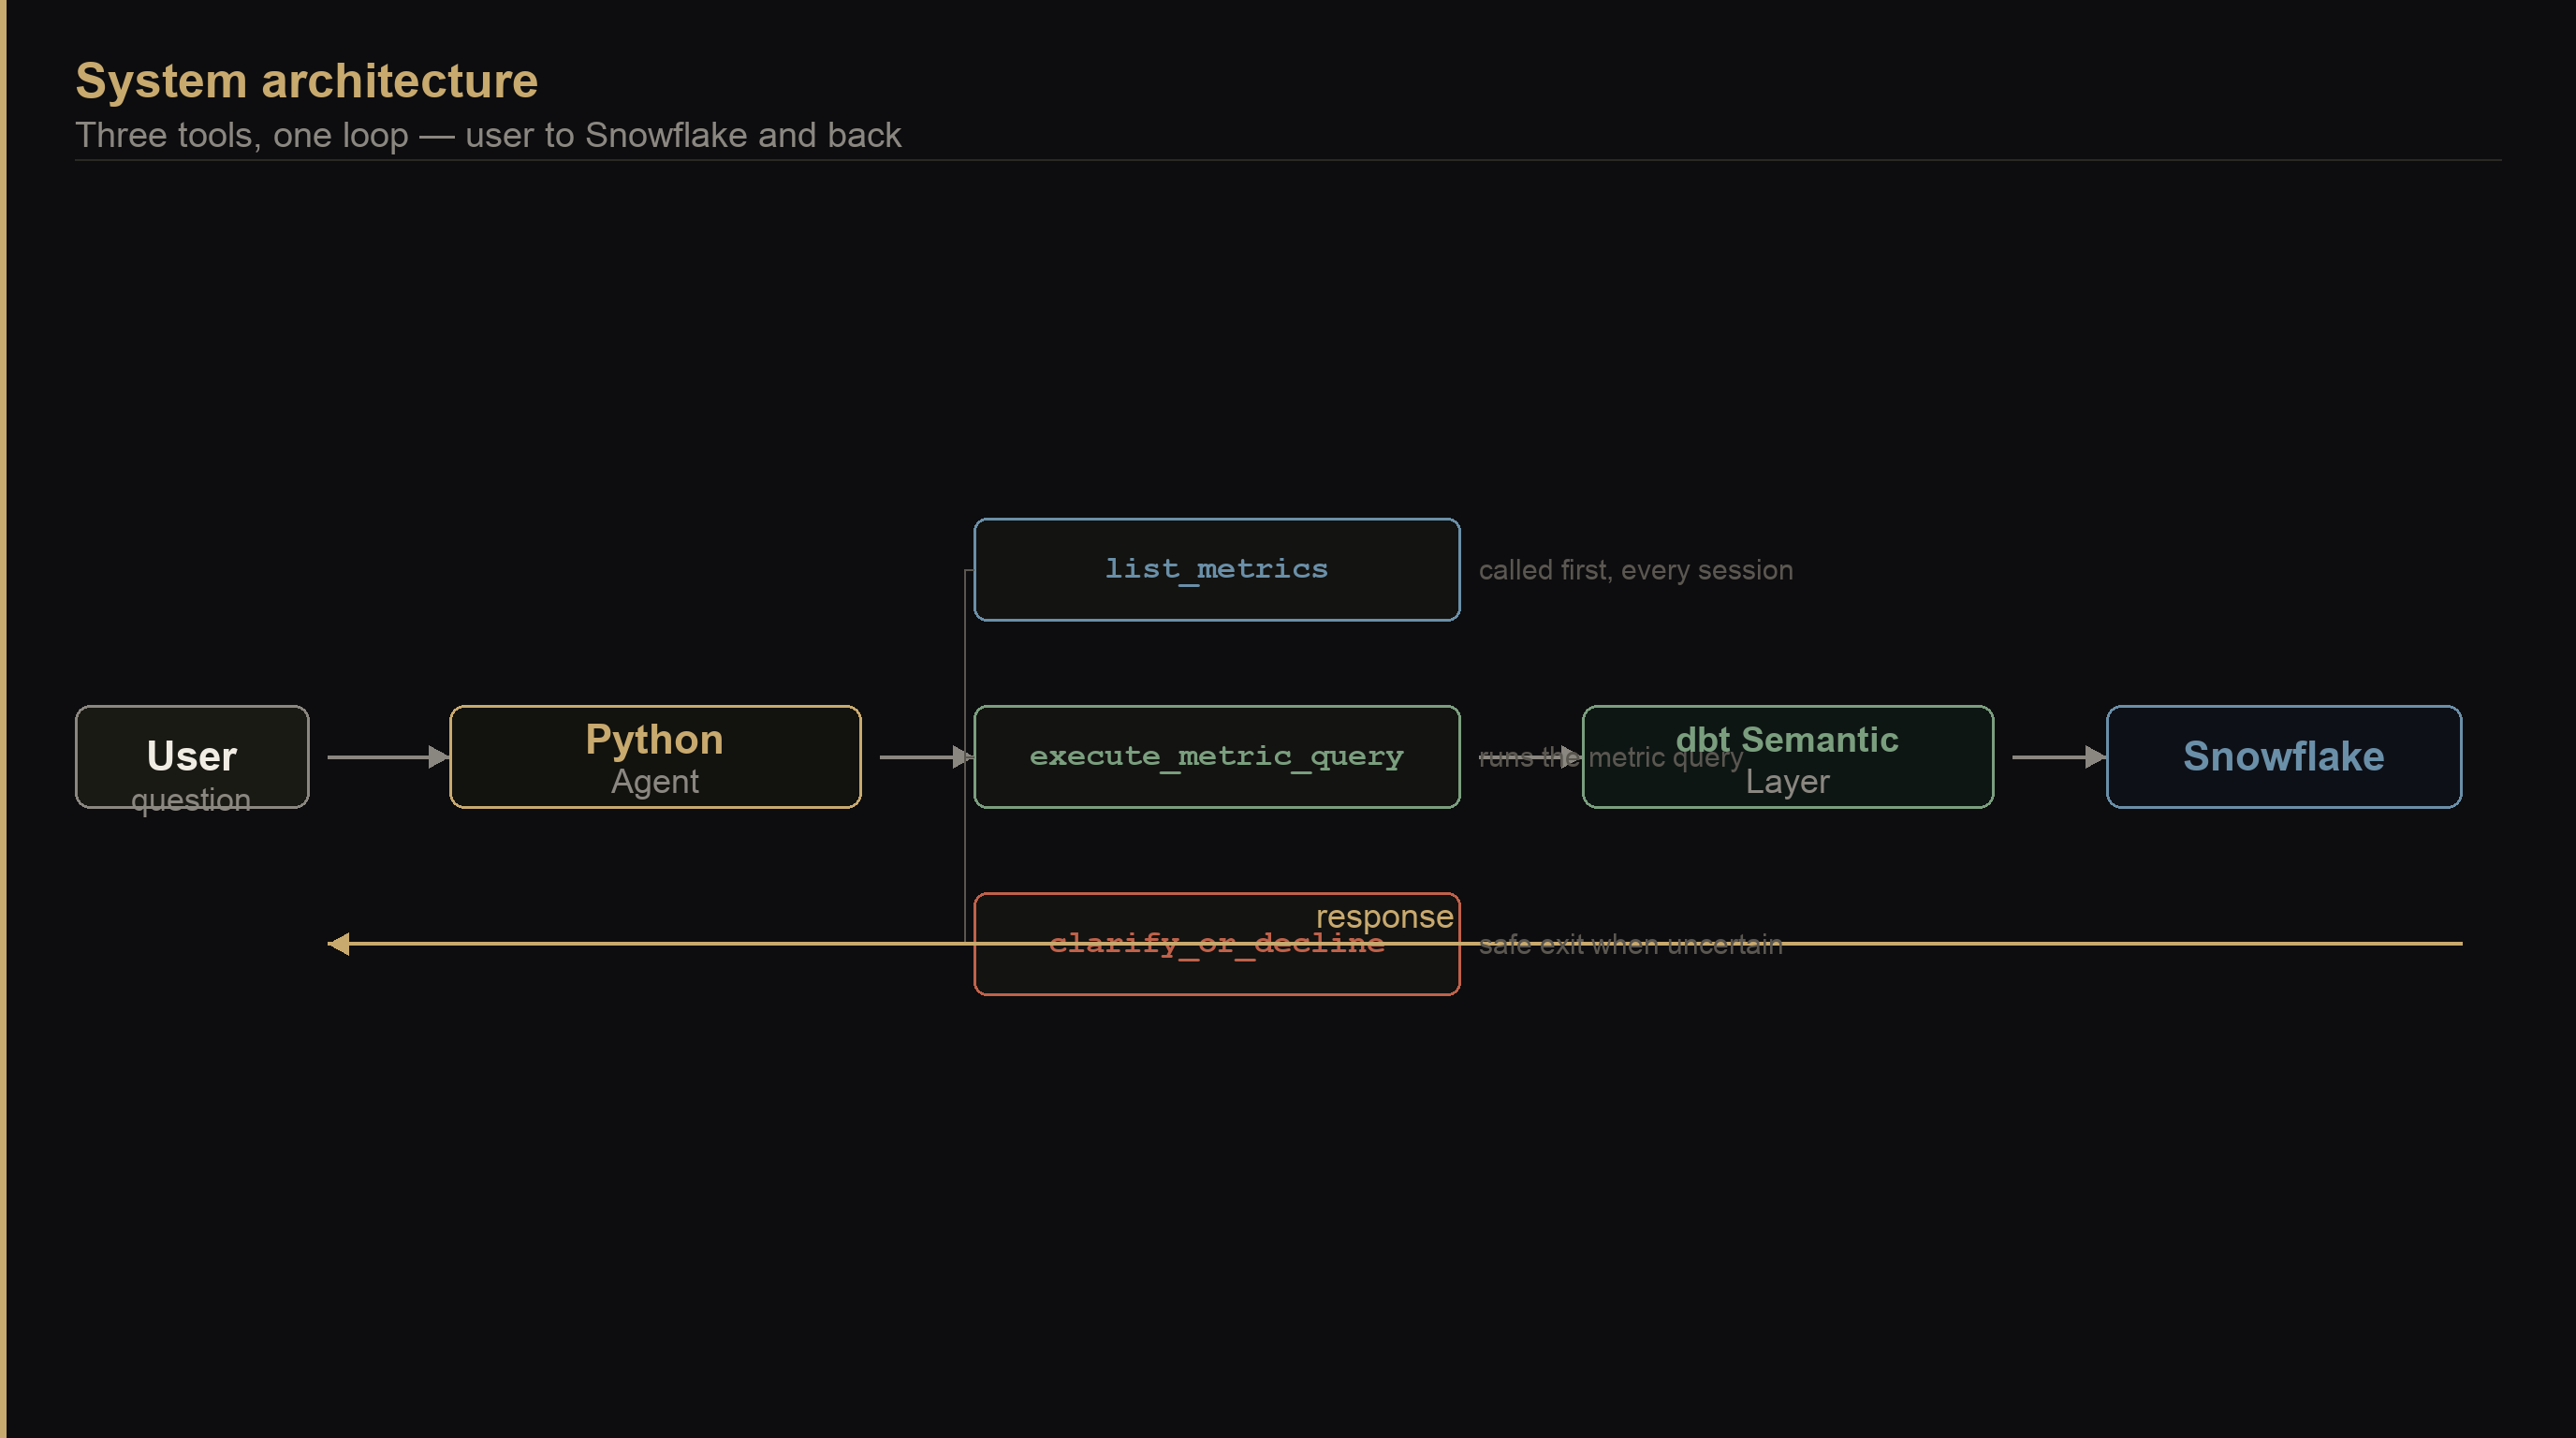 System architecture
Three tools, one loop — user to Snowflake and back
list_metrics
called first, every session
User
question
Python
Agent
execute_metric_query
runs the metric query
dbt Semantic
Layer
Snowflake
response
clarify_or_decline
safe exit when uncertain